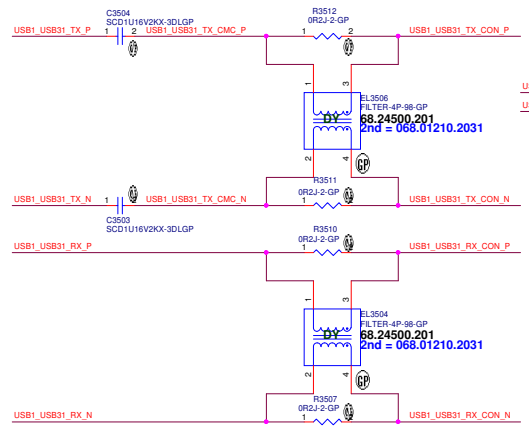 C3504
SCD1U16V2KX-3DLGP
USB1_USB31_TX_P
1
2
USB1_USB31_TX_CMC_P
R3512
0R2J-2-GP
1
2
USB1_USB31_TX_CON_P
1
3
EL3506
FILTER-4P-98-GP
DY
68.24500.201
2nd = 068.01210.2031
2
4
GP
R3511
0R2J-2-GP
USB1_USB31_TX_N
1
2
USB1_USB31_TX_CMC_N
1
USB1_USB31_TX_CON_N
C3503
SCD1U16V2KX-3DLGP
USB1_USB31_RX_P
R3510
0R2J-2-GP
1
USB1_USB31_RX_CON_P
1
3
EL3504
FILTER-4P-98-GP
DY
68.24500.201
2nd = 068.01210.2031
2
4
GP
R3507
0R2J-2-GP
USB1_USB31_RX_N
1
USB1_USB31_RX_CON_N